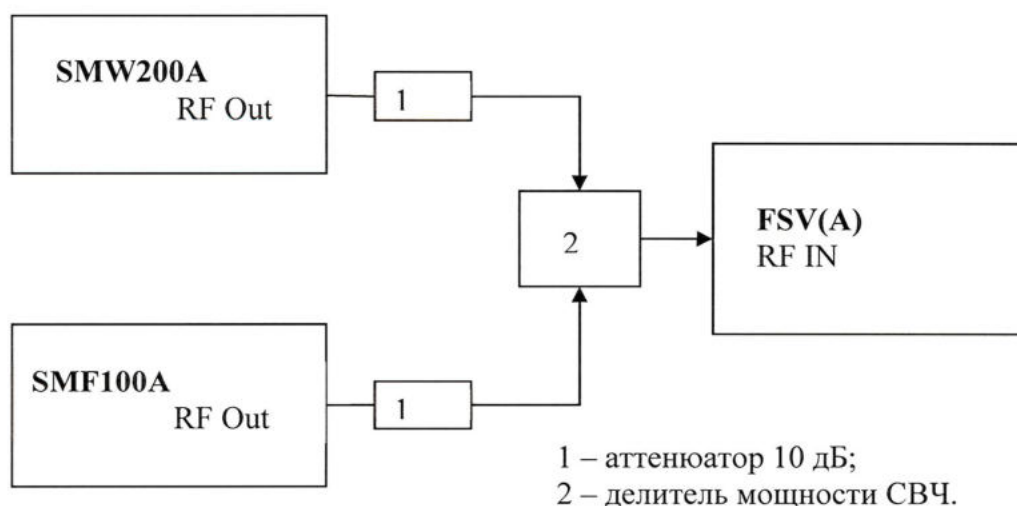 SMW200A
RF Out
1
2
FSV(A)
RF IN
SMF100A
RF Out
1
1 – аттенюатор 10 дБ;
2 – делитель мощности СВЧ.